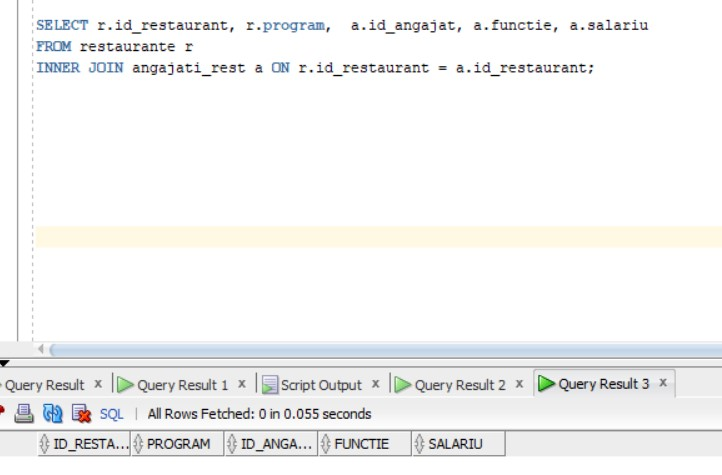 SELECT r.id_restaurant, r.program,  a.id_angajat, a.functie, a.salariu
FROM restaurante r
INNER JOIN angajati_rest a ON r.id_restaurant = a.id_restaurant;
Query Result x Query Result 1 x Script Output x Query Result 2 x Query Result 3 x
SQL | All Rows Fetched: 0 in 0.055 seconds
ID_RESTA... PROGRAM ID_ANGA... FUNCTIE SALARIU